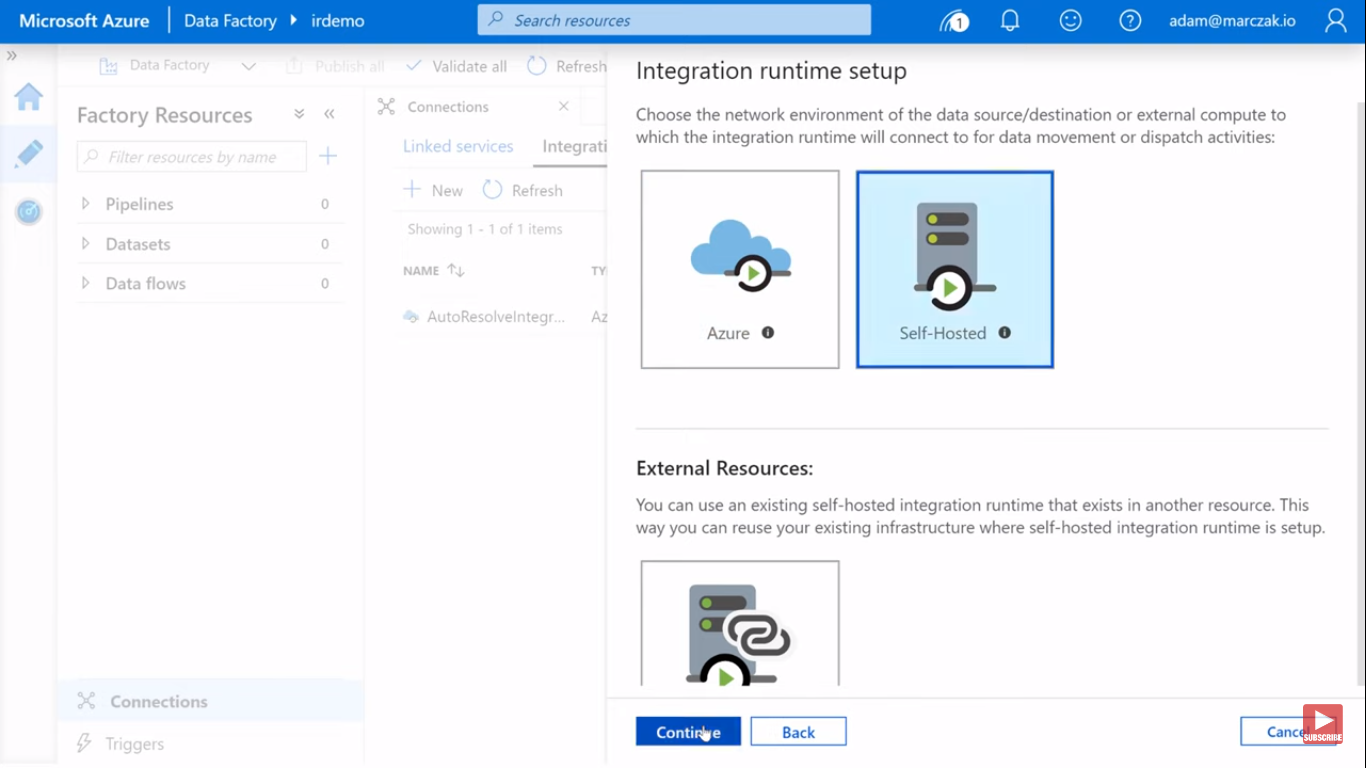 Microsoft Azure
Data Factory
irdemo
Search resources
1
adam@marczak.io
Data Factory
Publish all
Validate all
Refresh
Factory Resources
Filter resources by name
Pipelines 0
Datasets 0
Data flows 0
Connections
Triggers
Connections
Linked services
Integrati
New
Refresh
Showing 1 - 1 of 1 items
NAME
TY
AutoResolveIntegr...
Az
Integration runtime setup
Choose the network environment of the data source/destination or external compute to
which the integration runtime will connect to for data movement or dispatch activities:
Azure
Self-Hosted
External Resources:
You can use an existing self-hosted integration runtime that exists in another resource. This
way you can reuse your existing infrastructure where self-hosted integration runtime is setup.
Continue
Back
Cancel
SUBSCRIBE